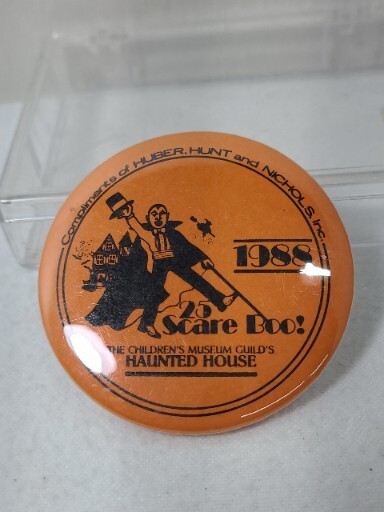 Compliments of HUBER, HUNT and NICHOLS, Inc.
1988
25
Scare Boo!
THE CHILDREN'S MUSEUM GUILD'S
HAUNTED HOUSE